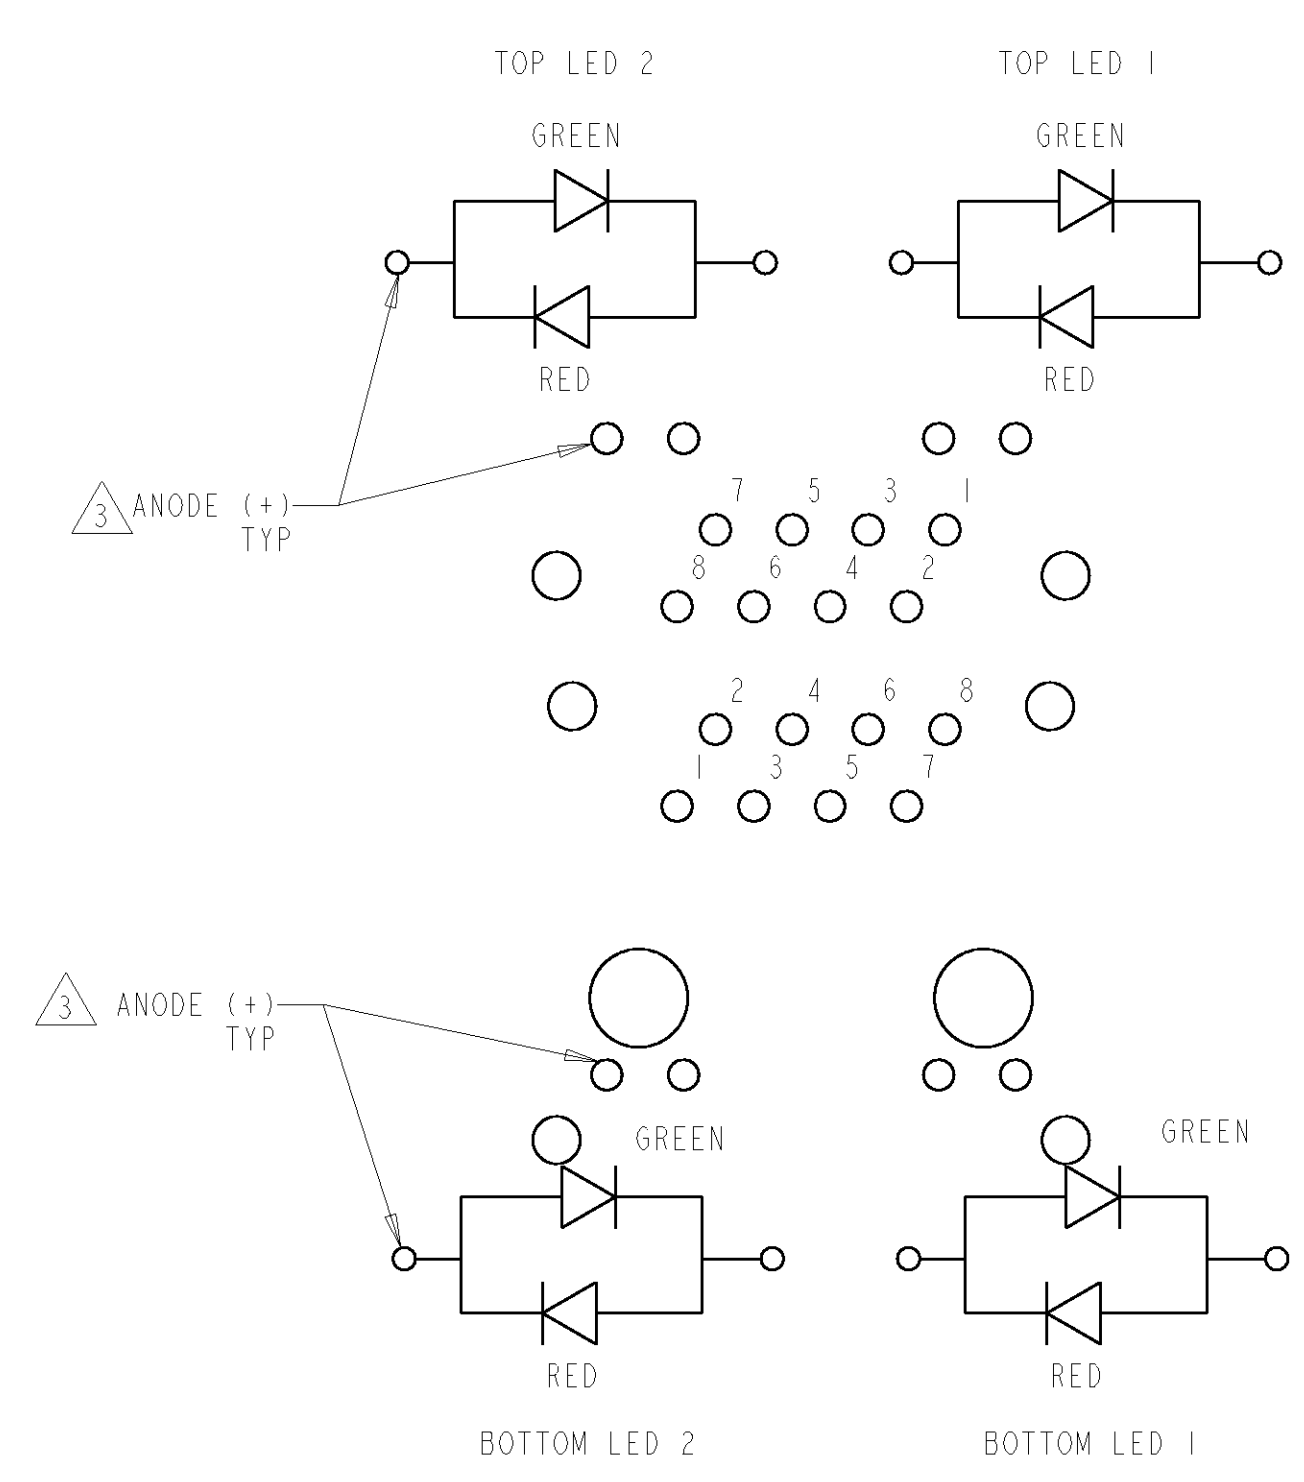 TOP LED 2
TOP LED 1
GREEN
GREEN
RED
RED
3 ANODE (+)
TYP
7 5 3 1
8 6 4 2
2 4 6 8
1 3 5 7
3 ANODE (+)
TYP
GREEN
GREEN
RED
RED
BOTTOM LED 2
BOTTOM LED 1